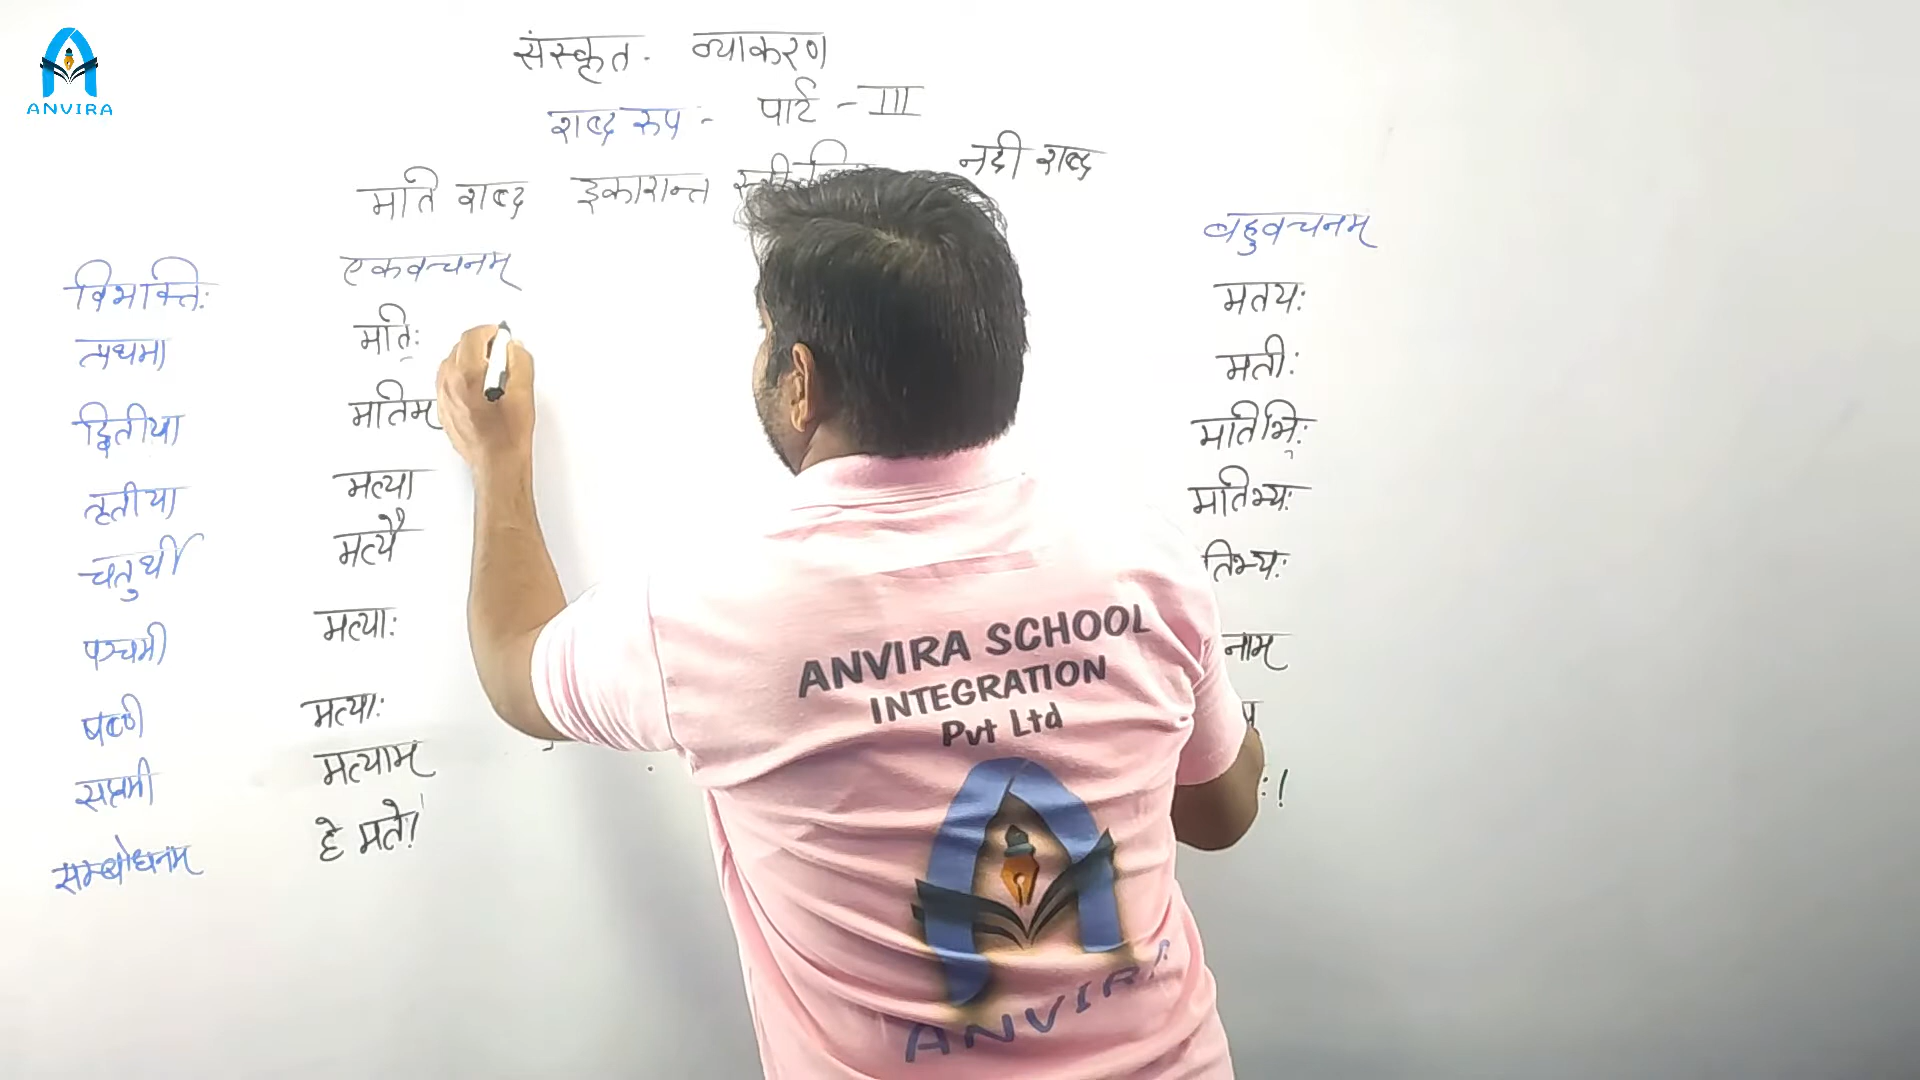 ANVIRA
संस्कृत - व्याकरण
शब्द रूप - पार्ट - III
मति शब्द इकारान्त नदी शब्द
विभक्तिः एकवचनम् बहुवचनम्
प्रथमा मतिः मतयः
द्वितीया मतिम् मतीः
तृतीया मत्या मतिभिः
चतुर्थी मत्यै मतिभ्यः
पञ्चमी मत्याः तिभ्यः
षष्ठी मत्याः नाम्
सप्तमी मत्याम्
सम्बोधनम् हे मते! :!
ANVIRA SCHOOL
INTEGRATION
Pvt Ltd
ANVIRA